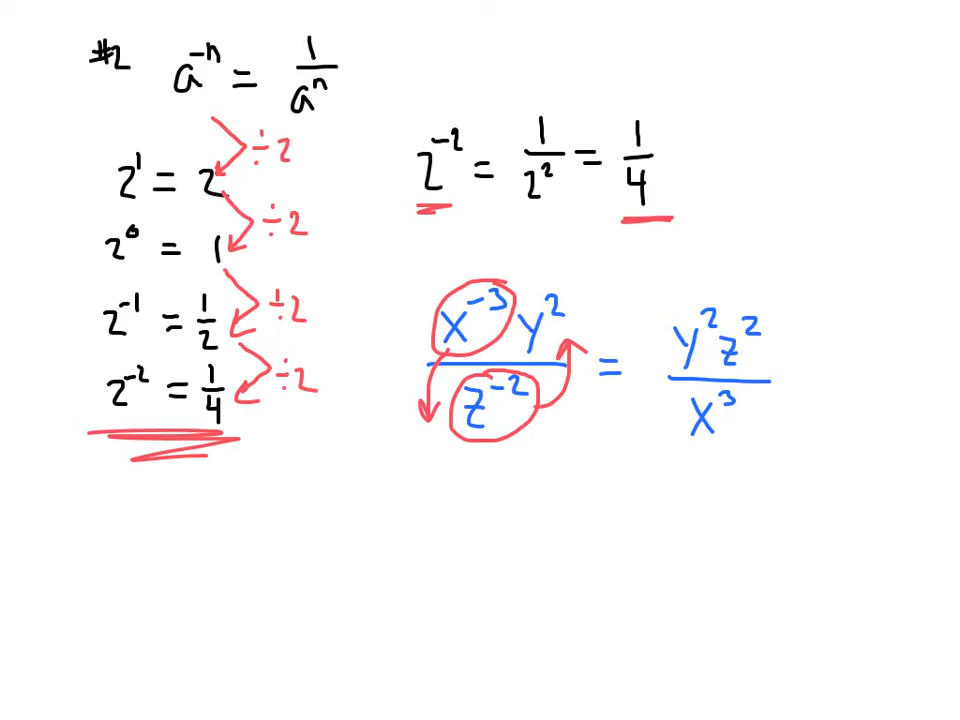 #2 a^-n = 1/a^n
÷2
2^1 = 2
÷2
2^0 = 1
÷2
2^-1 = 1/2
÷2
2^-2 = 1/4
2^-2 = 1/2^2 = 1/4
x^-3 y^2 / z^-2 = y^2 z^2 / x^3